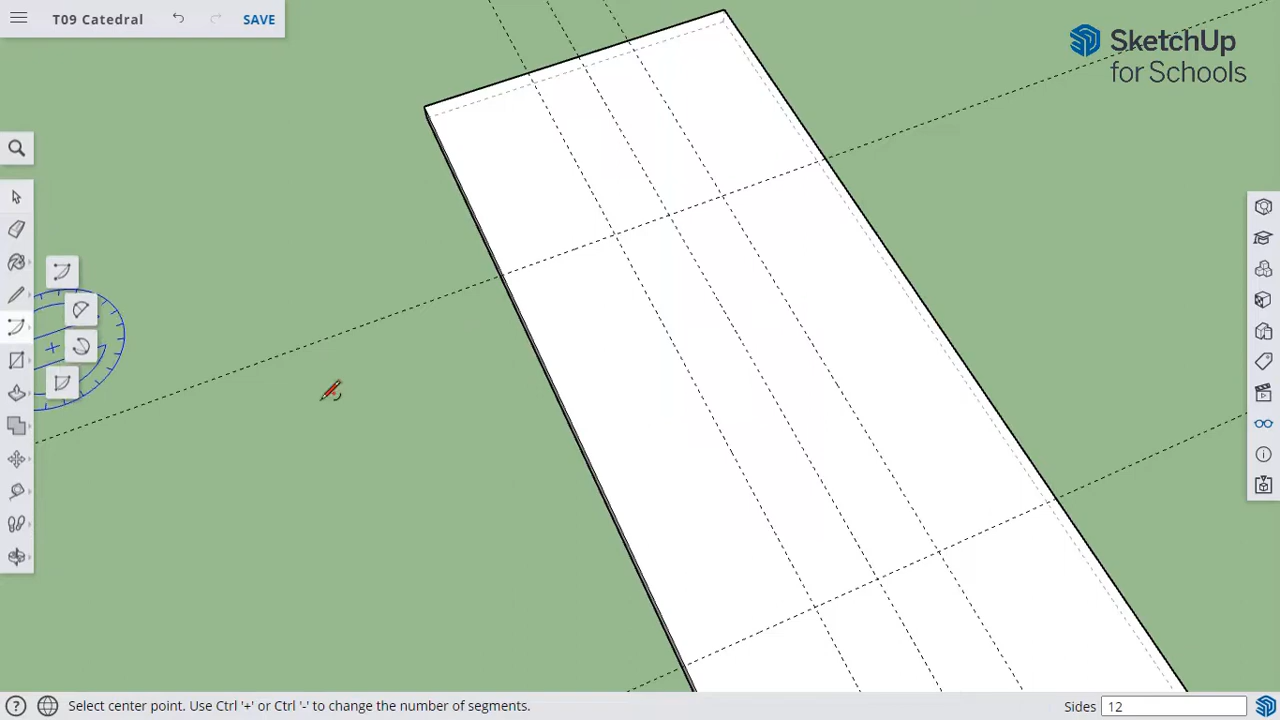 T09 Catedral
SAVE
SketchUp
for Schools
Select center point. Use Ctrl '+' or Ctrl '-' to change the number of segments.
Sides 12